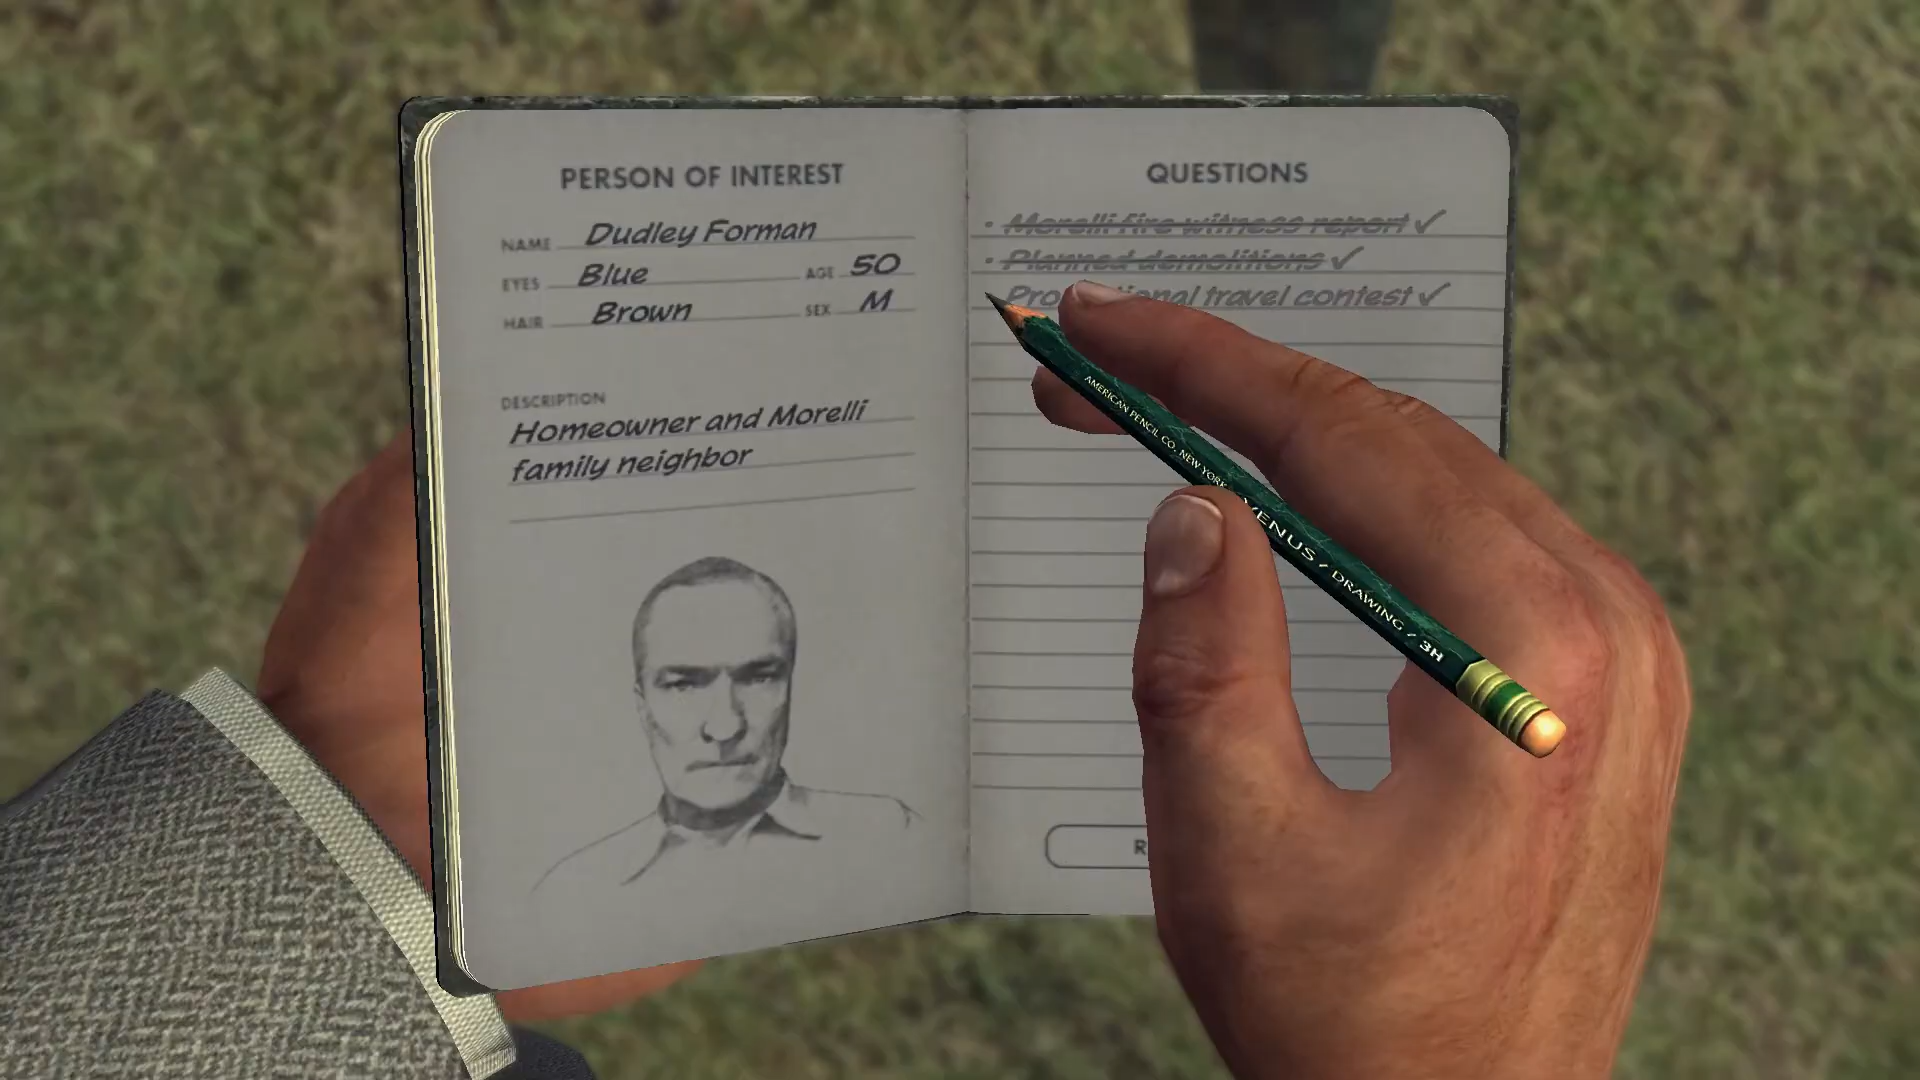 PERSON OF INTEREST
NAME Dudley Forman
EYES Blue AGE 50
HAIR Brown SEX M
DESCRIPTION
Homeowner and Morelli
family neighbor
QUESTIONS
· Morelli fire witness report ✓
· Planned demolitions ✓
travel contest ✓
AMERICAN PENCIL CO. NEW YORK VENUS / DRAWING / 3H